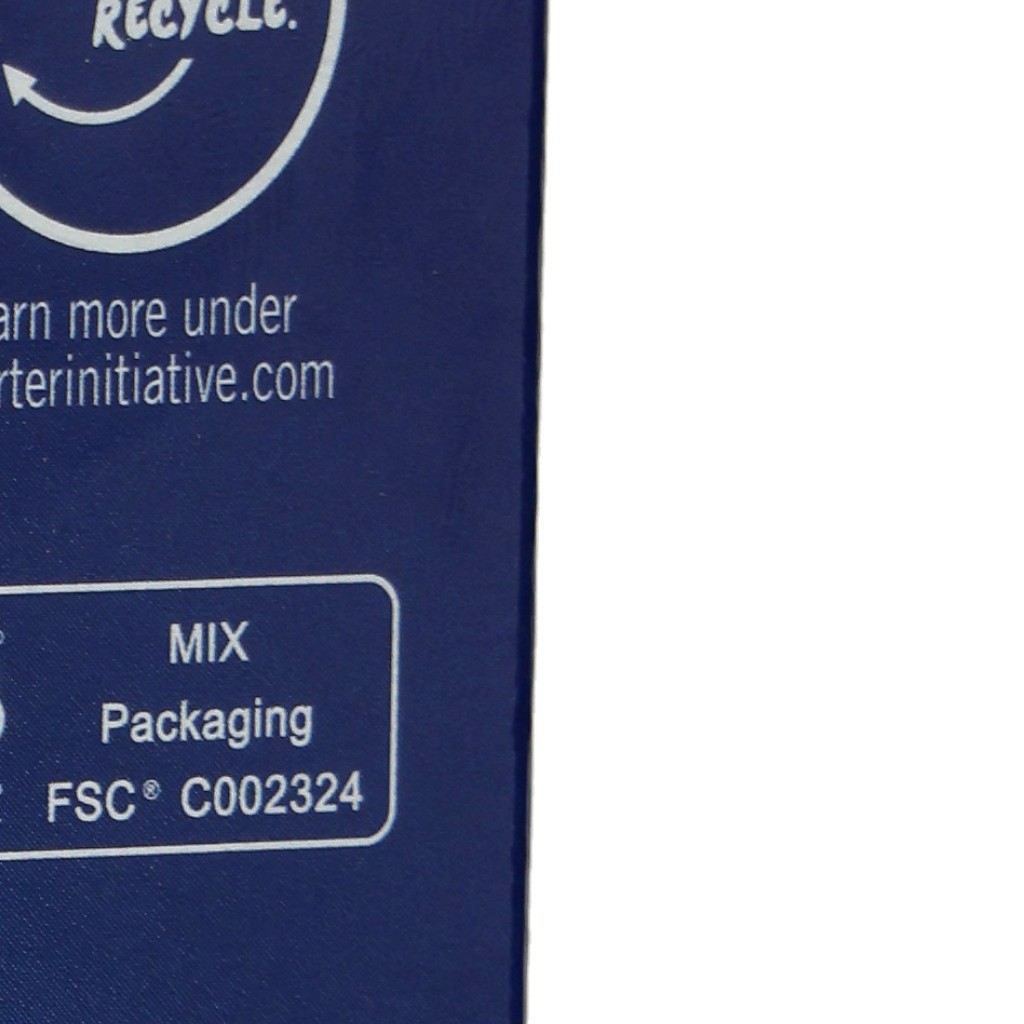 RECYCLE.
arn more under
rterinitiative.com
MIX
Packaging
FSC® C002324